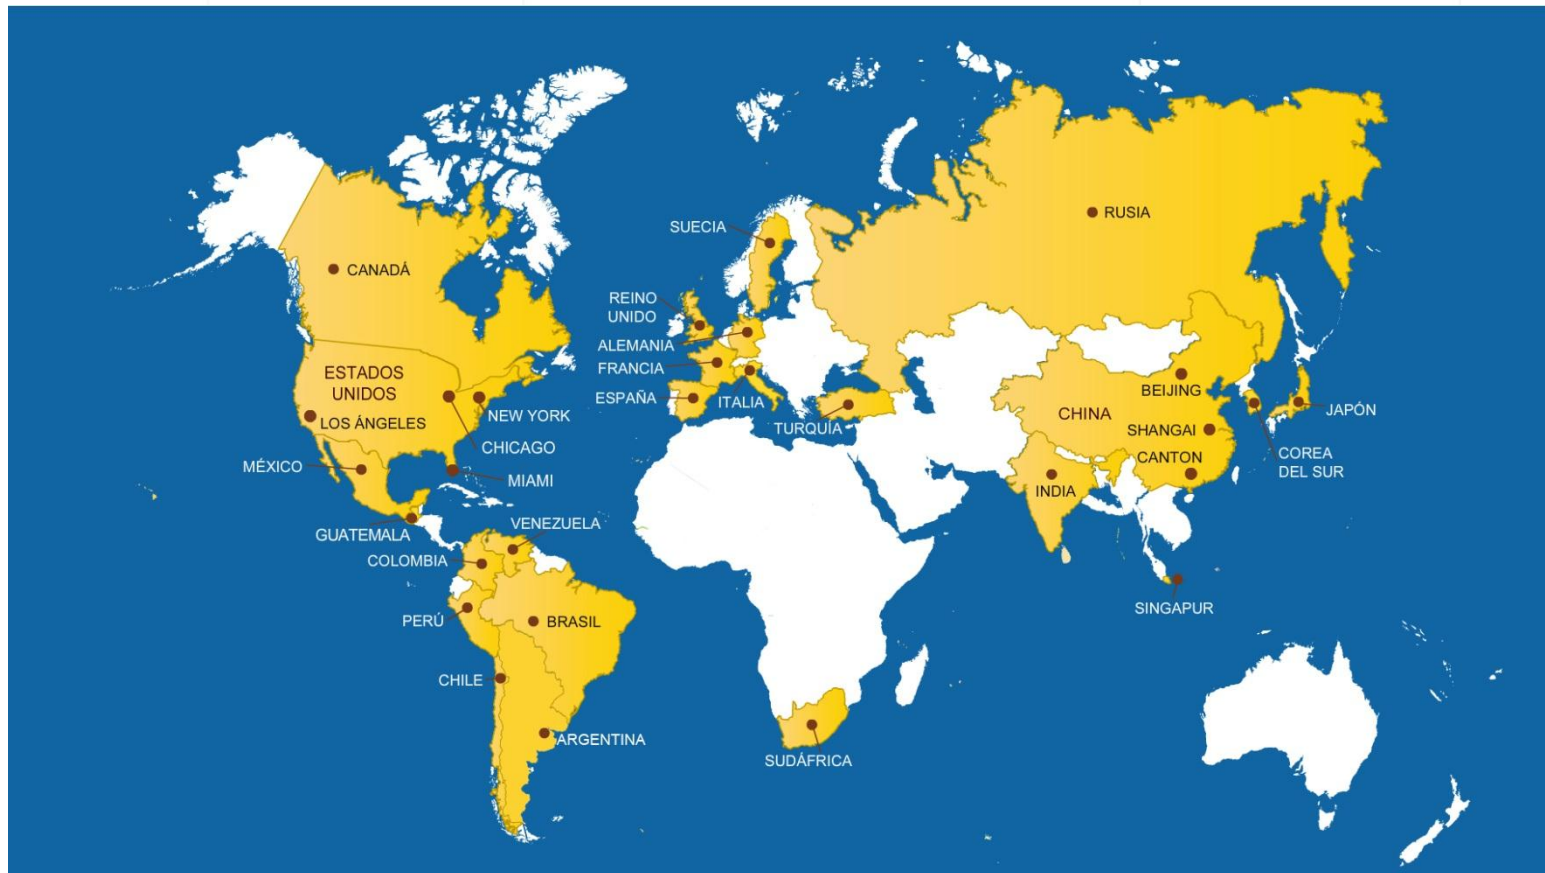 RUSIA
SUECIA
CANADÁ
REINO
UNIDO
ALEMANIA
FRANCIA
ESTADOS
UNIDOS
ESPAÑA
ITALIA
TURQUÍA
BEIJING
CHINA
JAPÓN
NEW YORK
LOS ÁNGELES
SHANGAI
CHICAGO
CANTON
COREA
DEL SUR
MÉXICO
MIAMI
INDIA
GUATEMALA
VENEZUELA
COLOMBIA
SINGAPUR
PERÚ
BRASIL
CHILE
ARGENTINA
SUDÁFRICA